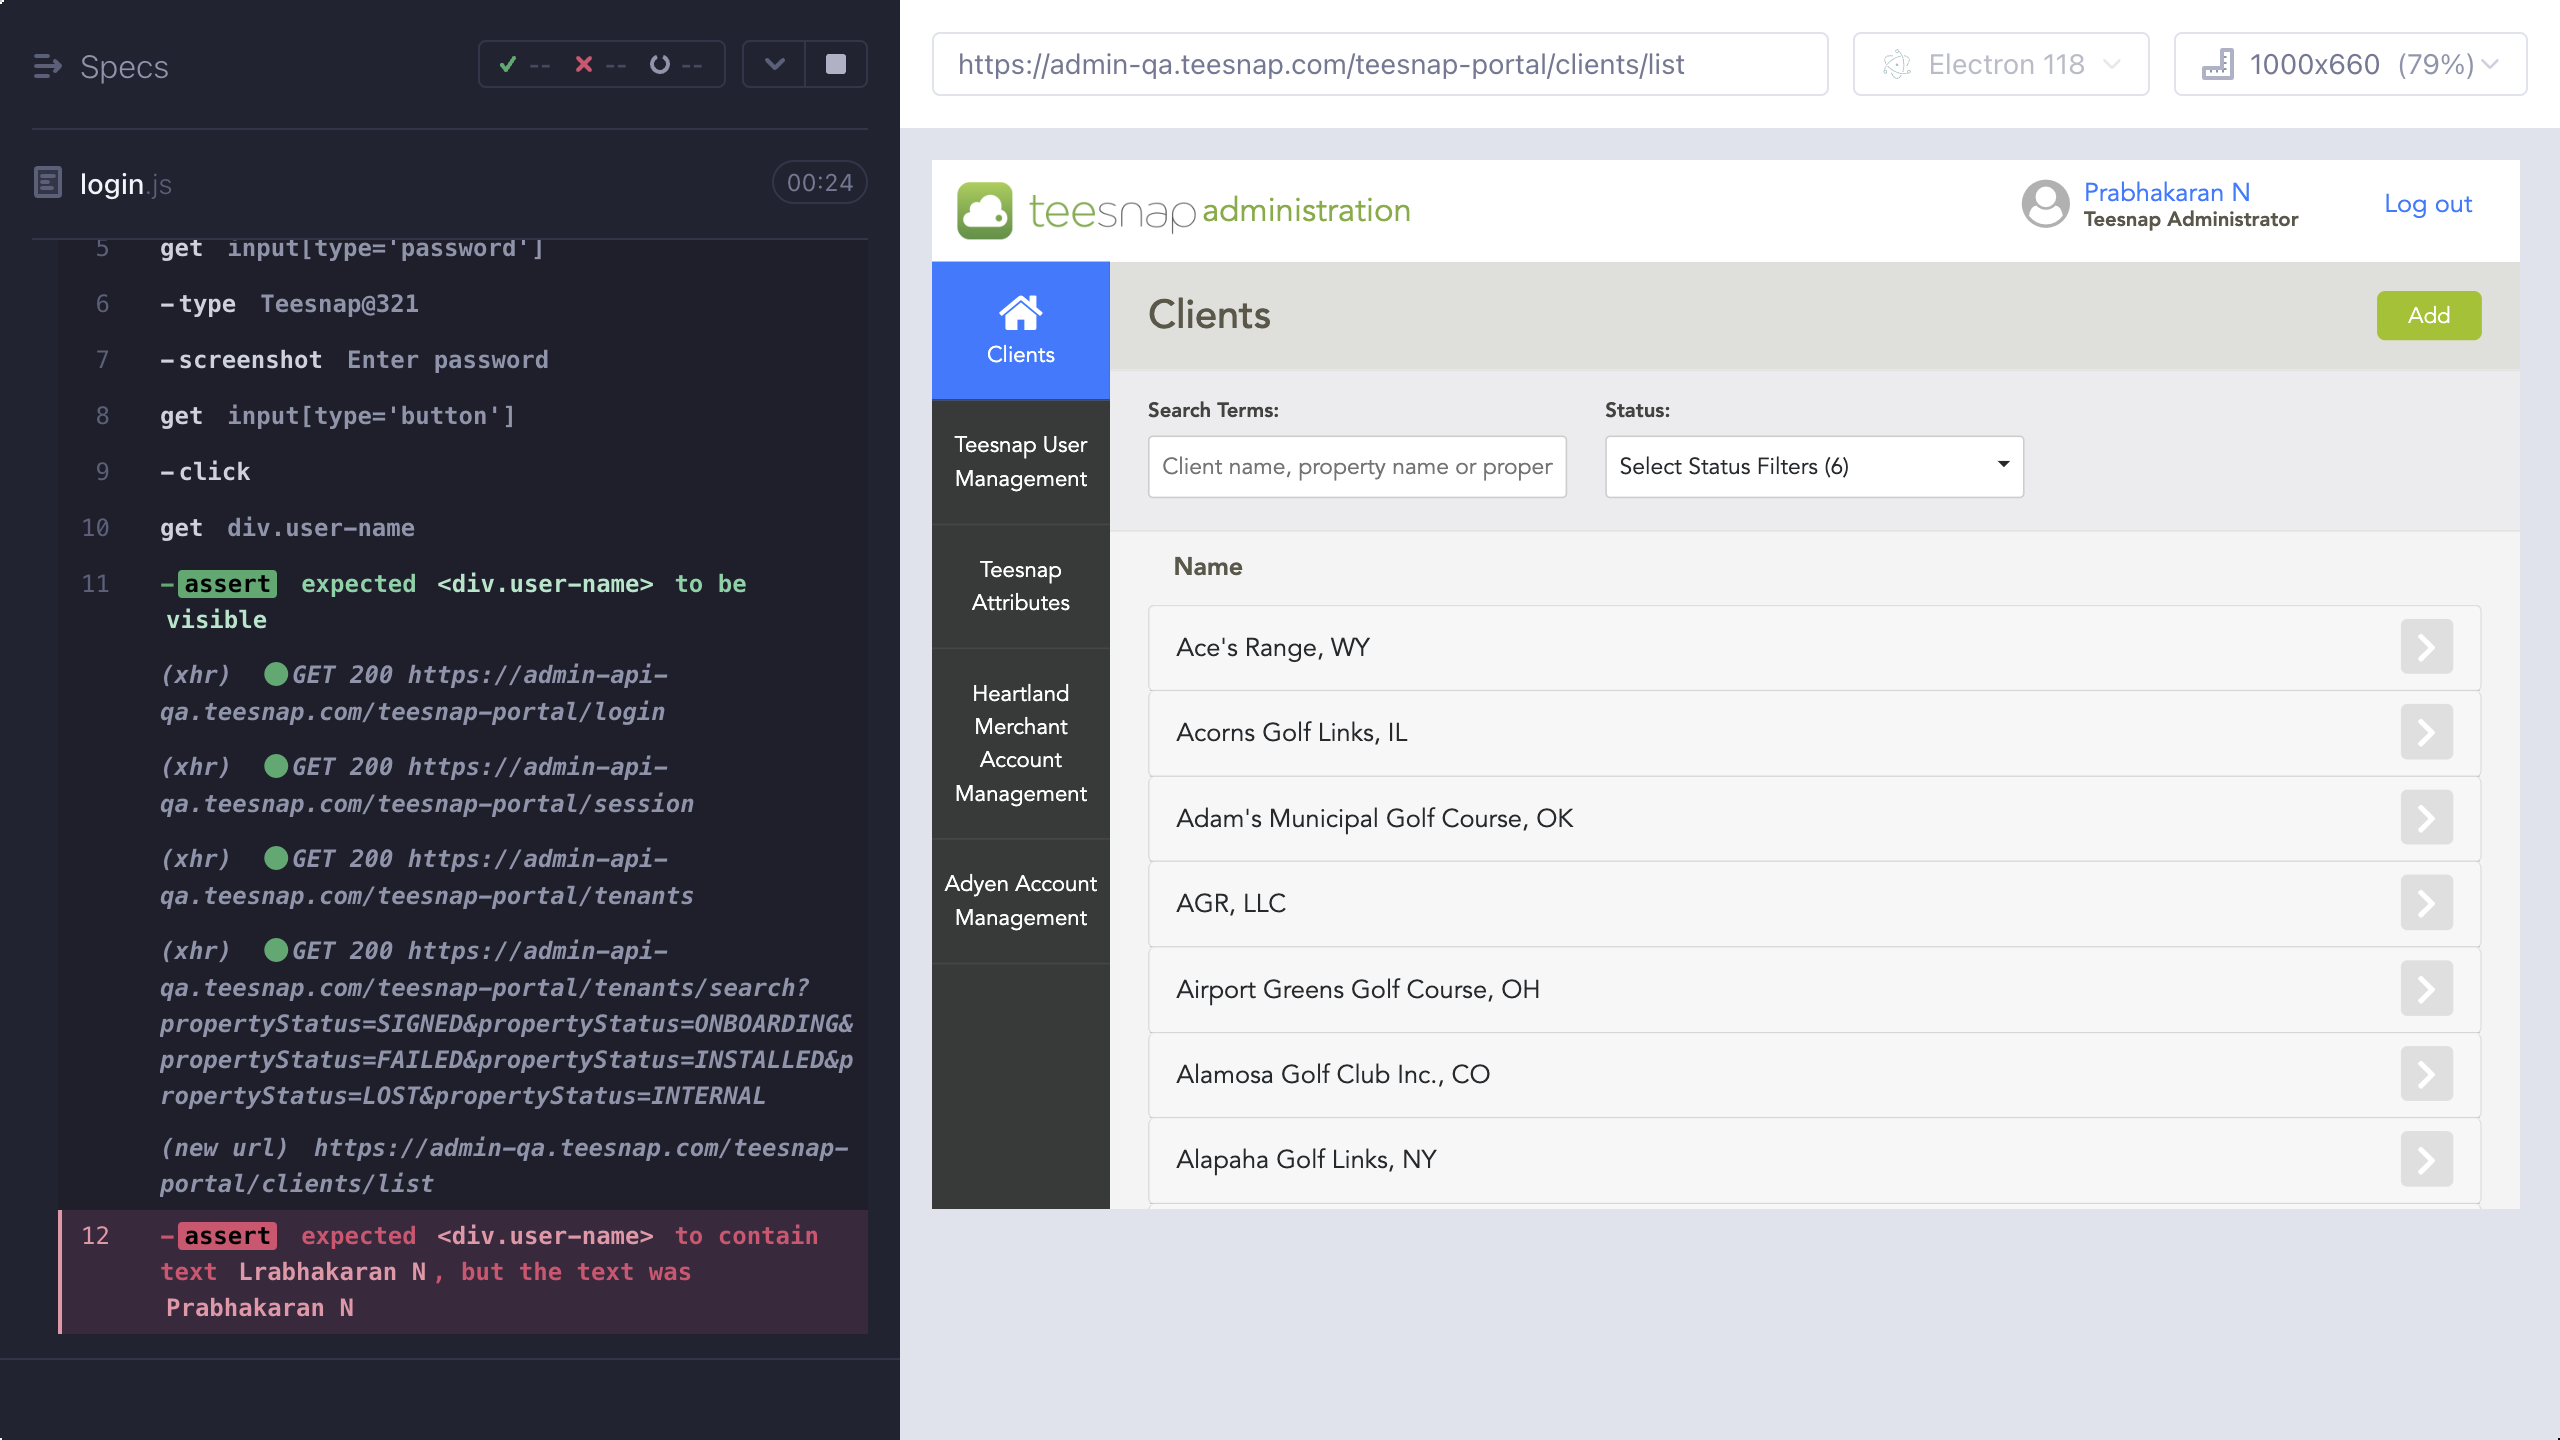 Specs
-- -- --
login.js
00:24
5 get input[type='password']
6 -type Teesnap@321
7 -screenshot Enter password
8 get input[type='button']
9 -click
10 get div.user-name
11 -assert expected <div.user-name> to be
visible
(xhr) GET 200 https://admin-api-
qa.teesnap.com/teesnap-portal/login
(xhr) GET 200 https://admin-api-
qa.teesnap.com/teesnap-portal/session
(xhr) GET 200 https://admin-api-
qa.teesnap.com/teesnap-portal/tenants
(xhr) GET 200 https://admin-api-
qa.teesnap.com/teesnap-portal/tenants/search?
propertyStatus=SIGNED&propertyStatus=ONBOARDING&
propertyStatus=FAILED&propertyStatus=INSTALLED&p
ropertyStatus=LOST&propertyStatus=INTERNAL
(new url) https://admin-qa.teesnap.com/teesnap-
portal/clients/list
12 -assert expected <div.user-name> to contain
text Lrabhakaran N, but the text was
Prabhakaran N
https://admin-qa.teesnap.com/teesnap-portal/clients/list
Electron 118
1000x660 (79%)
teesnap administration
Prabhakaran N
Teesnap Administrator
Log out
Clients
Teesnap User
Management
Teesnap
Attributes
Heartland
Merchant
Account
Management
Adyen Account
Management
Clients
Add
Search Terms:
Client name, property name or proper
Status:
Select Status Filters (6)
Name
Ace's Range, WY
Acorns Golf Links, IL
Adam's Municipal Golf Course, OK
AGR, LLC
Airport Greens Golf Course, OH
Alamosa Golf Club Inc., CO
Alapaha Golf Links, NY